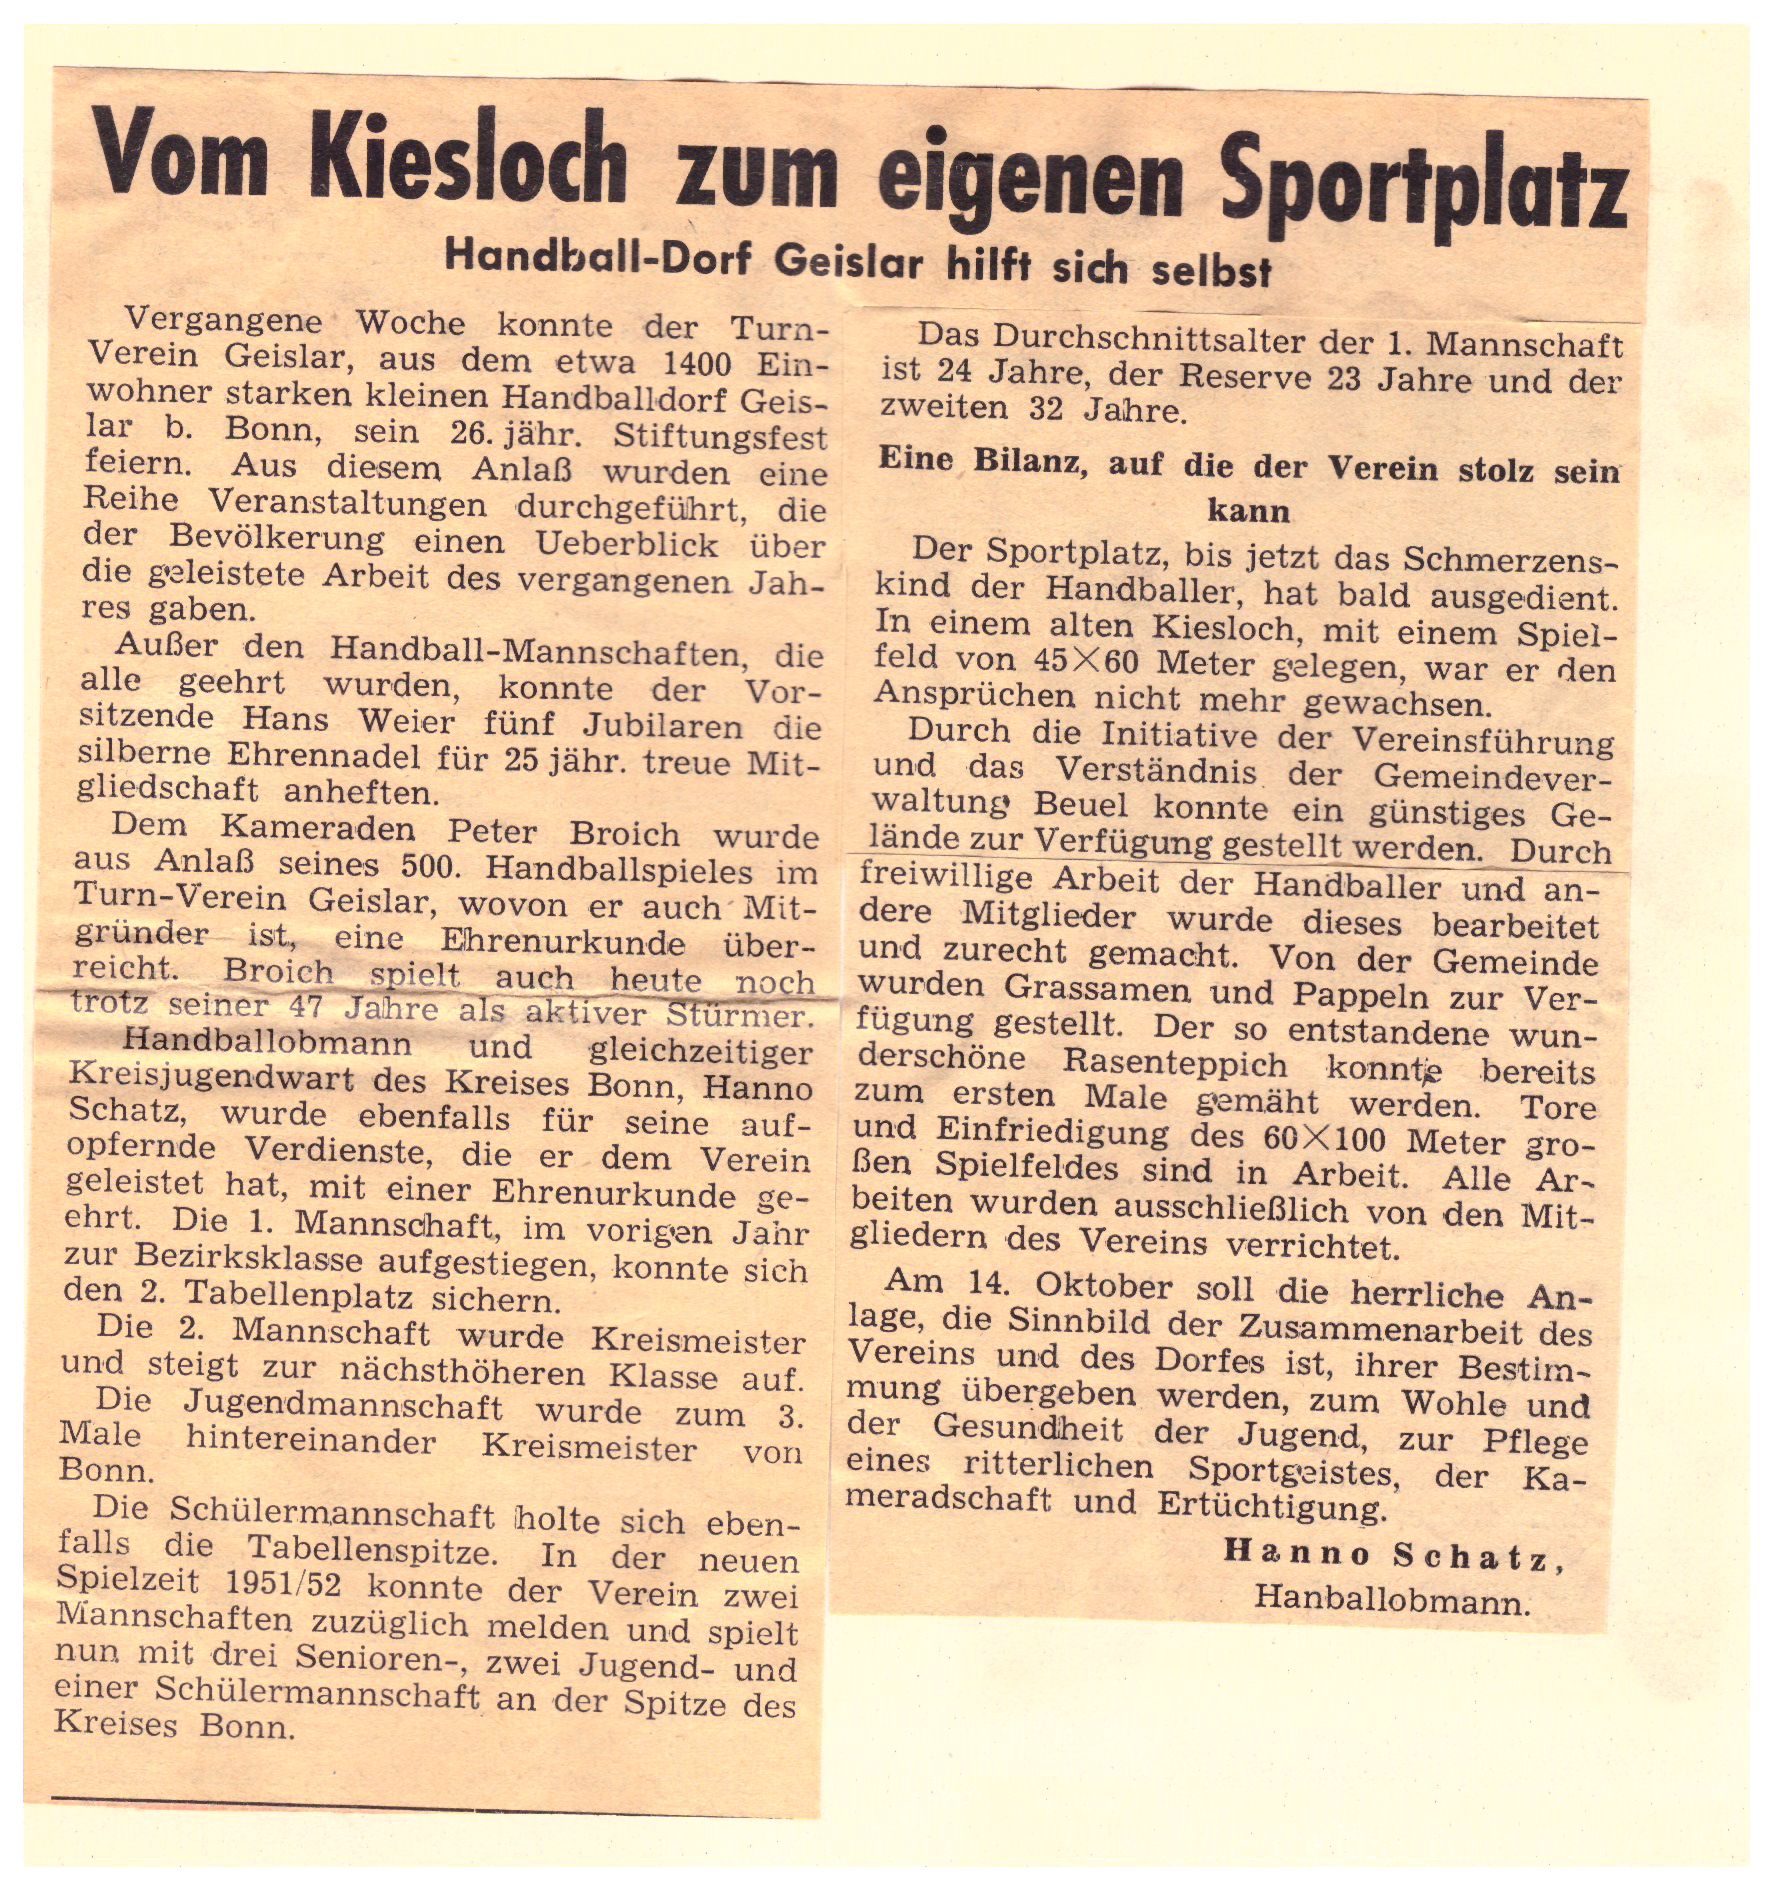 Vom Kiesloch zum eigenen Sportplatz
Handball-Dorf Geislar hilft sich selbst
Vergangene Woche konnte der Turn-
Verein Geislar, aus dem etwa 1400 Ein-
wohner starken kleinen Handballdorf Geis-
lar b. Bonn, sein 26. jähr. Stiftungsfest
feiern. Aus diesem Anlaß wurden eine
Reihe Veranstaltungen durchgeführt, die
der Bevölkerung einen Ueberblick über
die geleistete Arbeit des vergangenen Jah-
res gaben.
Außer den Handball-Mannschaften, die
alle geehrt wurden, konnte der Vor-
sitzende Hans Weier fünf Jubilaren die
silberne Ehrennadel für 25 jähr. treue Mit-
gliedschaft anheften.
Dem Kameraden Peter Broich wurde
aus Anlaß seines 500. Handballspieles im
Turn-Verein Geislar, wovon er auch Mit-
gründer ist, eine Ehrenurkunde über-
reicht. Broich spielt auch heute noch
trotz seiner 47 Jahre als aktiver Stürmer.
Handballobmann und gleichzeitiger
Kreisjugendwart des Kreises Bonn, Hanno
Schatz, wurde ebenfalls für seine auf-
opfernde Verdienste, die er dem Verein
geleistet hat, mit einer Ehrenurkunde ge-
ehrt. Die 1. Mannschaft, im vorigen Jahr
zur Bezirksklasse aufgestiegen, konnte sich
den 2. Tabellenplatz sichern.
Die 2. Mannschaft wurde Kreismeister
und steigt zur nächsthöheren Klasse auf.
Die Jugendmannschaft wurde zum 3.
Male hintereinander Kreismeister von
Bonn.
Die Schülermannschaft holte sich eben-
falls die Tabellenspitze. In der neuen
Spielzeit 1951/52 konnte der Verein zwei
Mannschaften zuzüglich melden und spielt
nun mit drei Senioren-, zwei Jugend- und
einer Schülermannschaft an der Spitze des
Kreises Bonn.
Das Durchschnittsalter der 1. Mannschaft
ist 24 Jahre, der Reserve 23 Jahre und der
zweiten 32 Jahre.
Eine Bilanz, auf die der Verein stolz sein
kann
Der Sportplatz, bis jetzt das Schmerzens-
kind der Handballer, hat bald ausgedient.
In einem alten Kiesloch, mit einem Spiel-
feld von 45×60 Meter gelegen, war er den
Ansprüchen nicht mehr gewachsen.
Durch die Initiative der Vereinsführung
und das Verständnis der Gemeindever-
waltung Beuel konnte ein günstiges Ge-
lände zur Verfügung gestellt werden. Durch
freiwillige Arbeit der Handballer und an-
dere Mitglieder wurde dieses bearbeitet
und zurecht gemacht. Von der Gemeinde
wurden Grassamen und Pappeln zur Ver-
fügung gestellt. Der so entstandene wun-
derschöne Rasenteppich konnte bereits
zum ersten Male gemäht werden. Tore
und Einfriedigung des 60×100 Meter gro-
ßen Spielfeldes sind in Arbeit. Alle Ar-
beiten wurden ausschließlich von den Mit-
gliedern des Vereins verrichtet.
Am 14. Oktober soll die herrliche An-
lage, die Sinnbild der Zusammenarbeit des
Vereins und des Dorfes ist, ihrer Bestim-
mung übergeben werden, zum Wohle und
der Gesundheit der Jugend, zur Pflege
eines ritterlichen Sportgeistes, der Ka-
meradschaft und Ertüchtigung.
Hanno Schatz,
Hanballobmann.